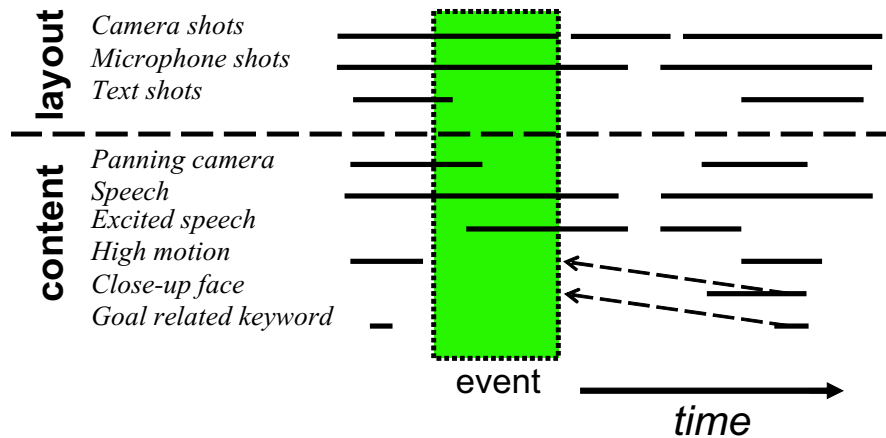 layout
Camera shots
Microphone shots
Text shots
content
Panning camera
Speech
Excited speech
High motion
Close-up face
Goal related keyword
event
time